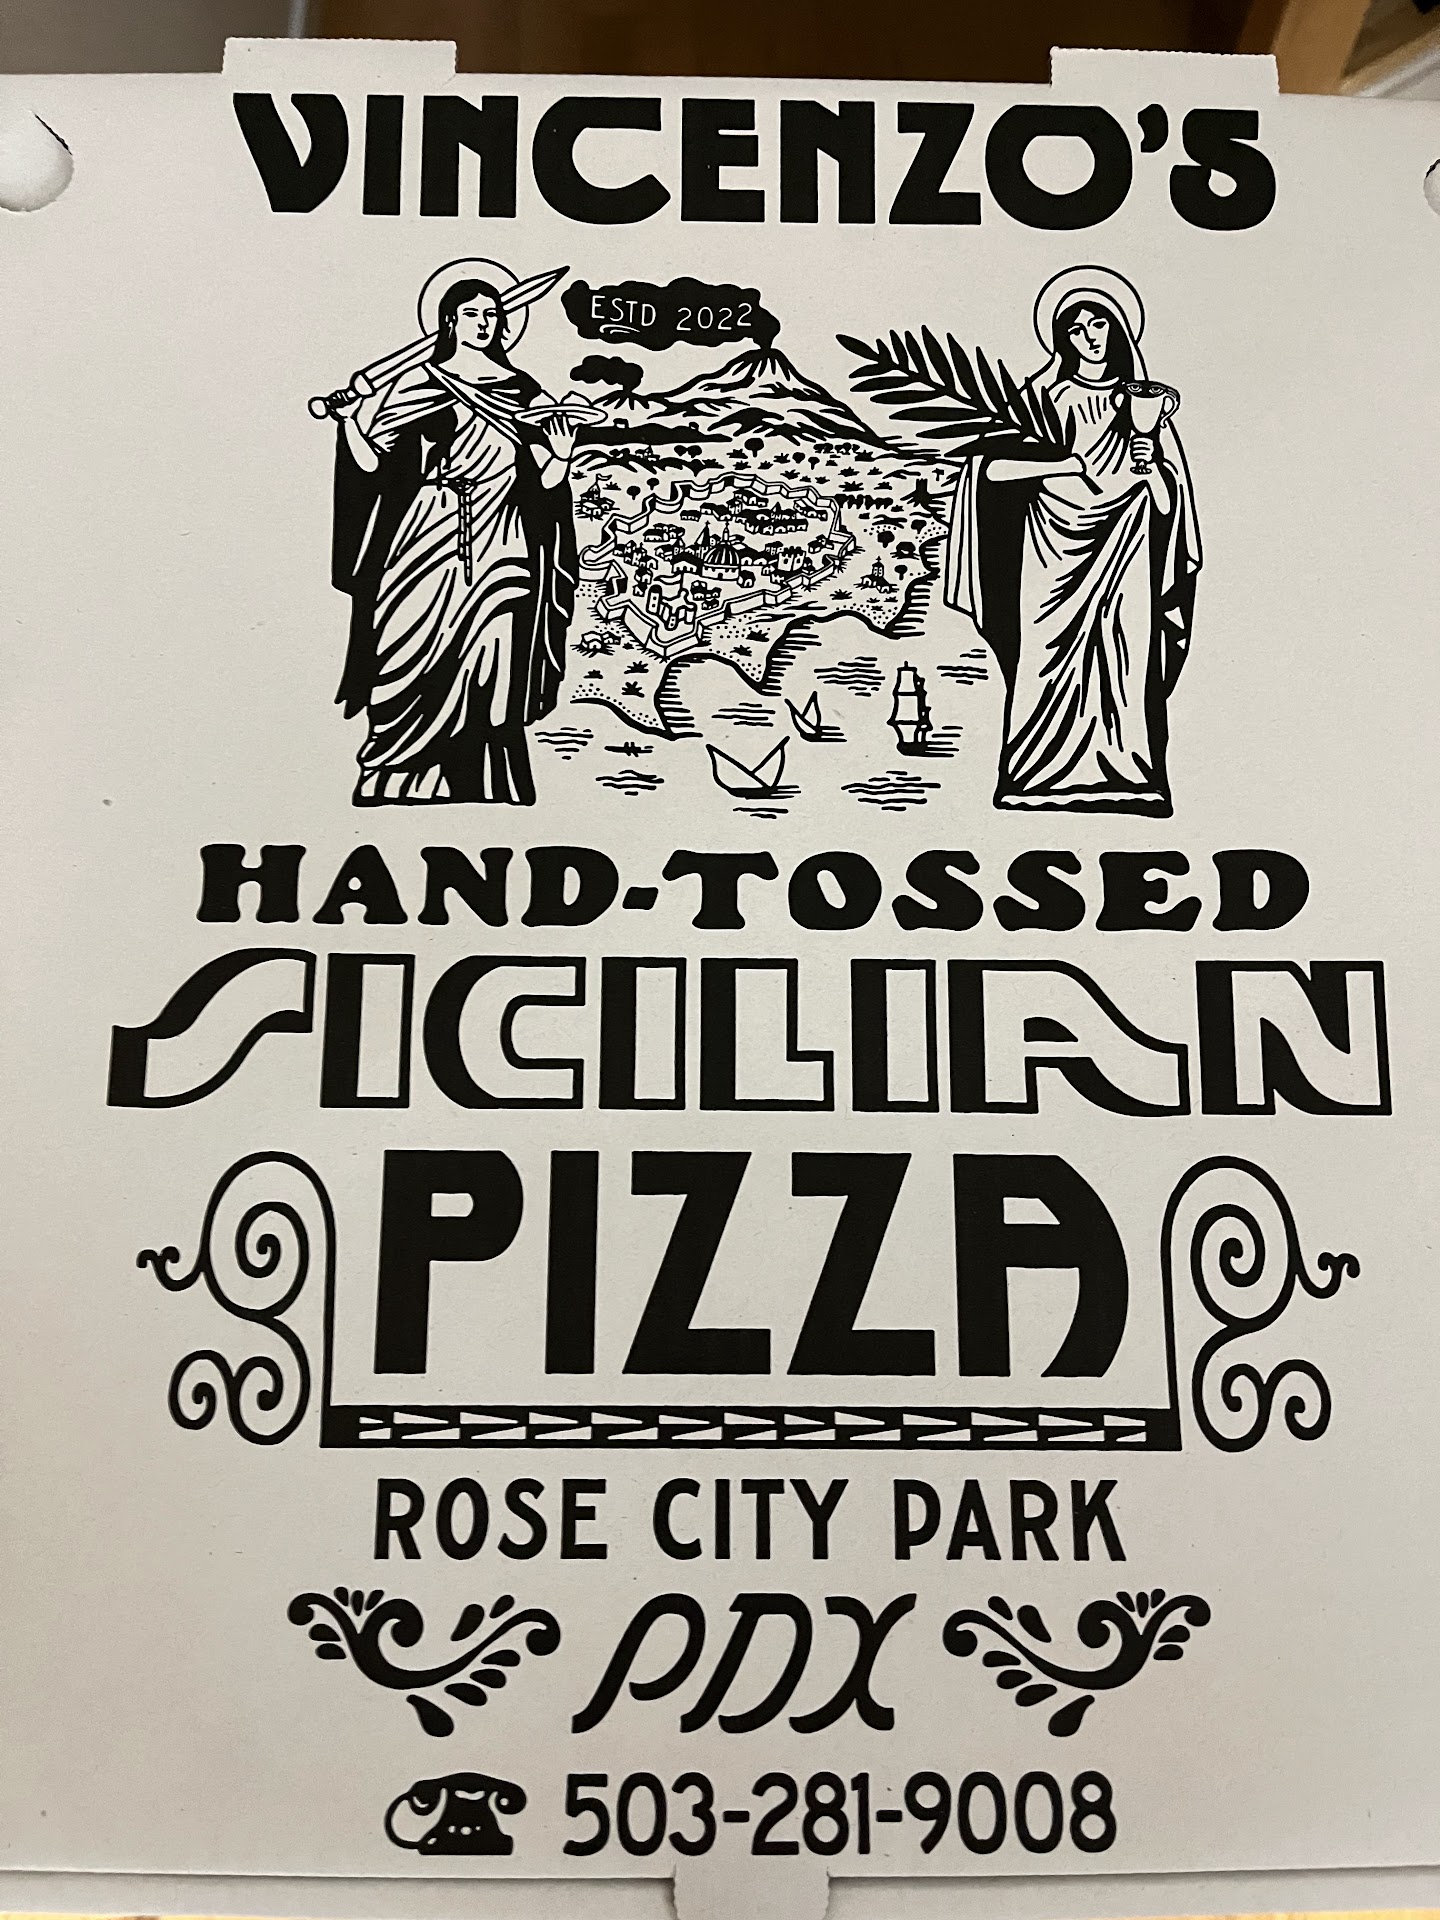 VINCENZO'S
ESTD 2022
HAND-TOSSED
SICILIAN
PIZZA
ROSE CITY PARK
PDX
503-281-9008